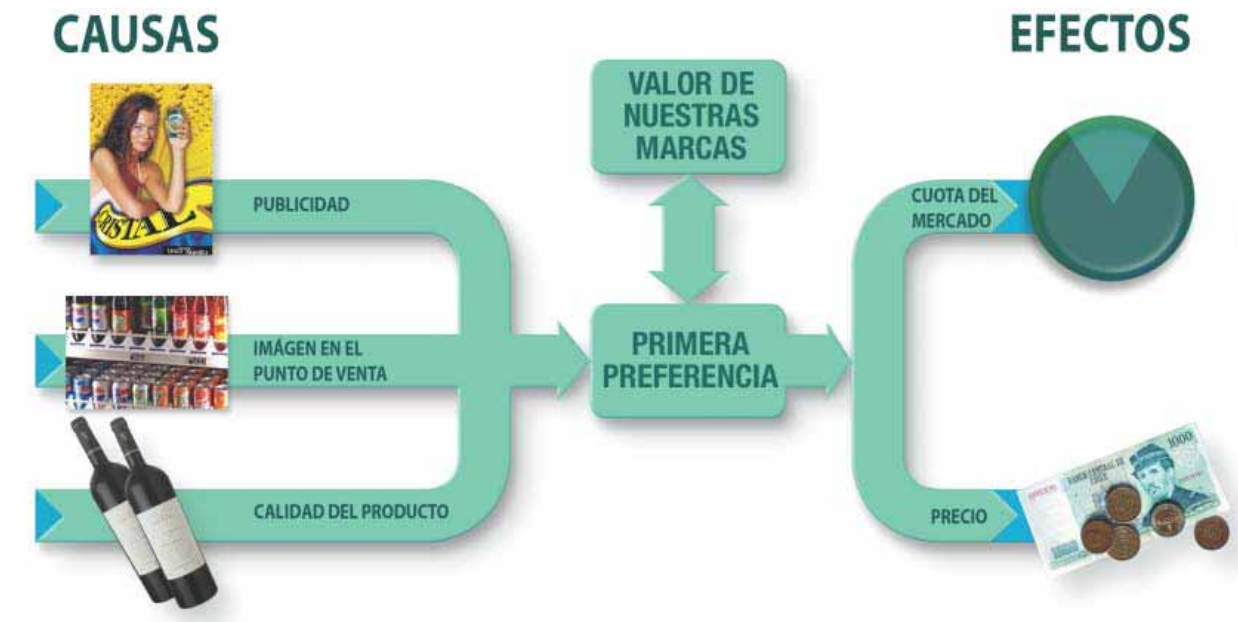 CAUSAS
EFECTOS
VALOR DE
NUESTRAS
MARCAS
CRISTAL
PUBLICIDAD
CUOTA DEL
MERCADO
IMÁGEN EN EL
PUNTO DE VENTA
PRIMERA
PREFERENCIA
1000
BANCO CENTRAL DE
CHILE
CALIDAD DEL PRODUCTO
PRECIO